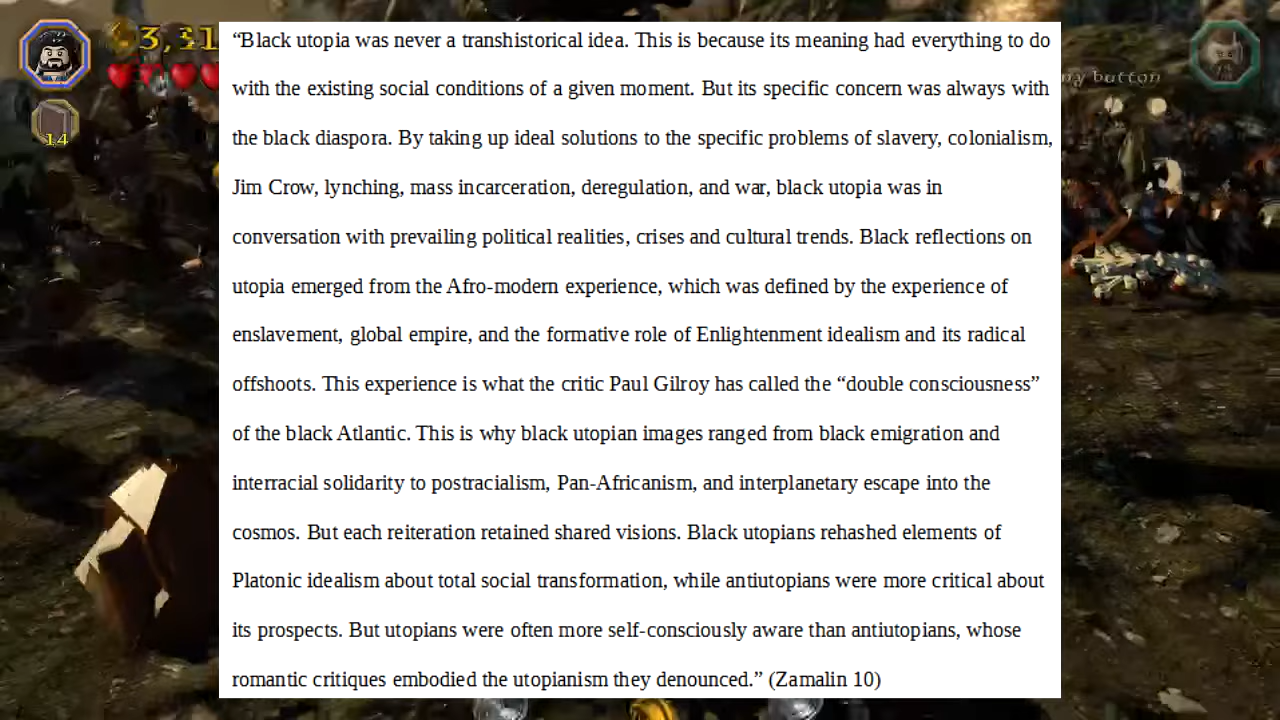 3,31
14
ny button
“Black utopia was never a transhistorical idea. This is because its meaning had everything to do
with the existing social conditions of a given moment. But its specific concern was always with
the black diaspora. By taking up ideal solutions to the specific problems of slavery, colonialism,
Jim Crow, lynching, mass incarceration, deregulation, and war, black utopia was in
conversation with prevailing political realities, crises and cultural trends. Black reflections on
utopia emerged from the Afro-modern experience, which was defined by the experience of
enslavement, global empire, and the formative role of Enlightenment idealism and its radical
offshoots. This experience is what the critic Paul Gilroy has called the “double consciousness”
of the black Atlantic. This is why black utopian images ranged from black emigration and
interracial solidarity to postracialism, Pan-Africanism, and interplanetary escape into the
cosmos. But each reiteration retained shared visions. Black utopians rehashed elements of
Platonic idealism about total social transformation, while antiutopians were more critical about
its prospects. But utopians were often more self-consciously aware than antiutopians, whose
romantic critiques embodied the utopianism they denounced.” (Zamalin 10)